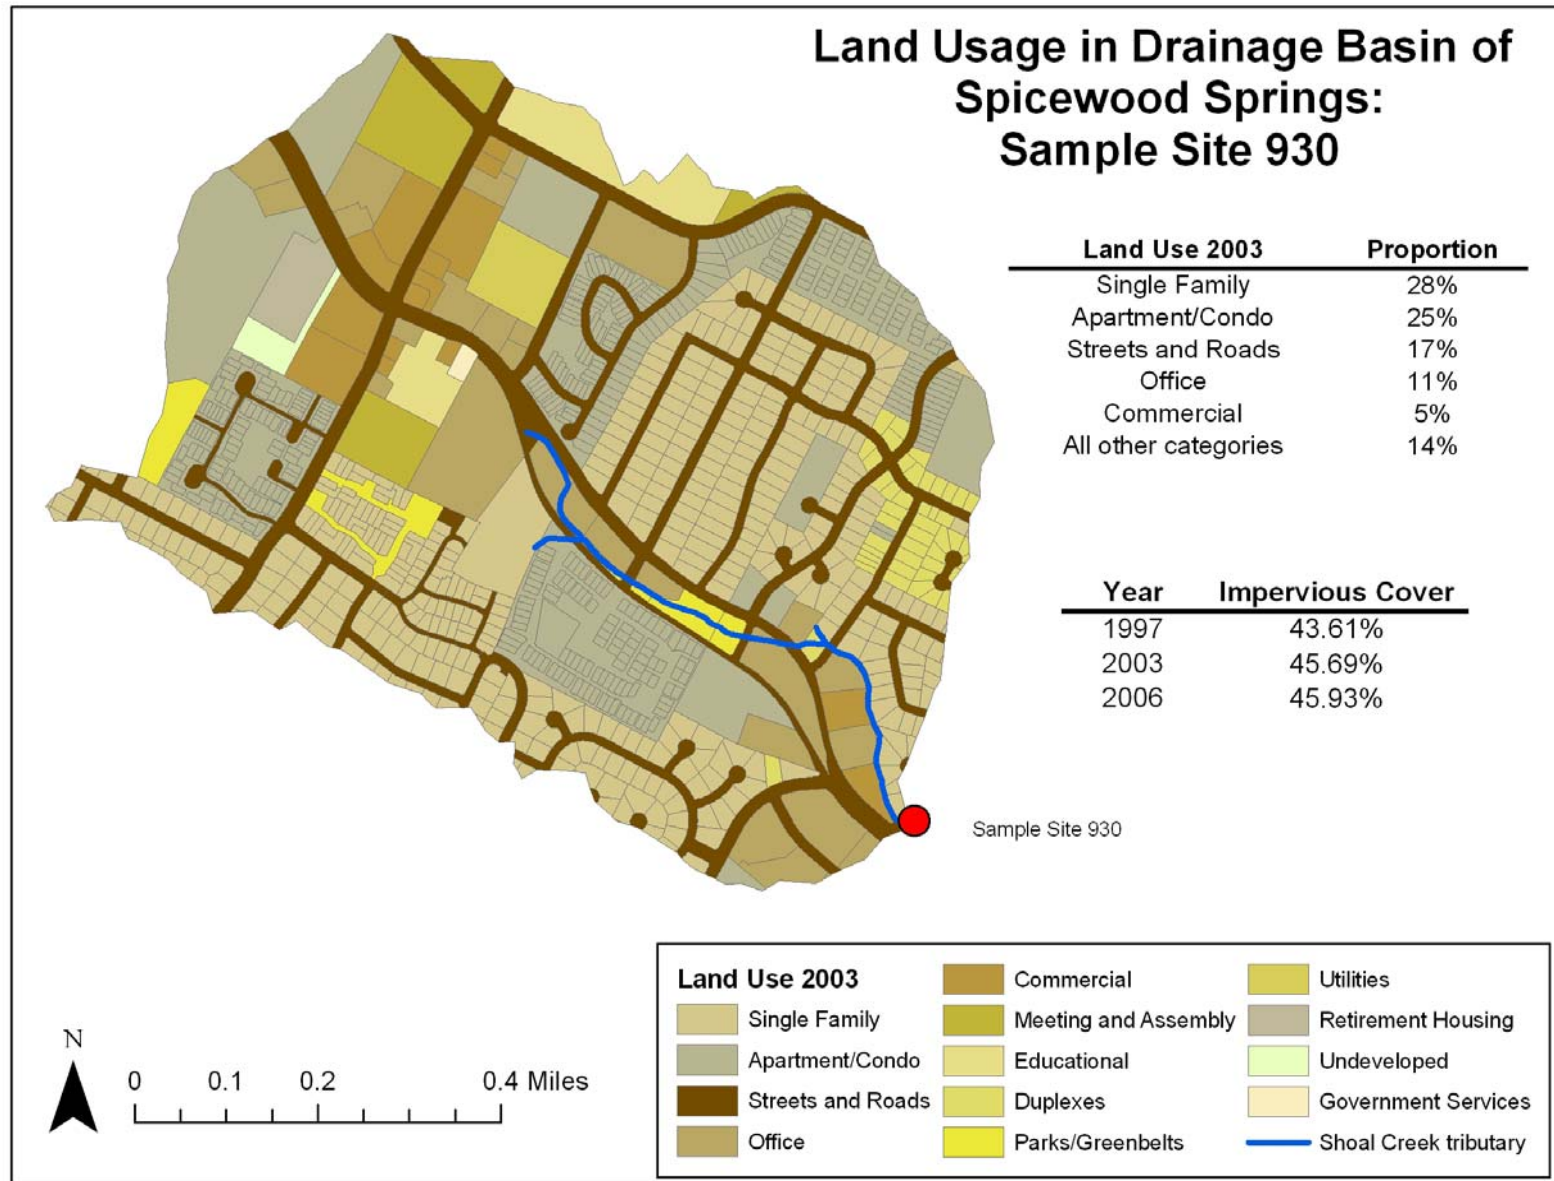 Land Usage in Drainage Basin of
Spicewood Springs:
Sample Site 930
Land Use 2003 Proportion
Single Family 28%
Apartment/Condo 25%
Streets and Roads 17%
Office 11%
Commercial 5%
All other categories 14%
Year Impervious Cover
1997 43.61%
2003 45.69%
2006 45.93%
Sample Site 930
N
0 0.1 0.2 0.4 Miles
Land Use 2003
Single Family
Apartment/Condo
Streets and Roads
Office
Commercial
Meeting and Assembly
Educational
Duplexes
Parks/Greenbelts
Utilities
Retirement Housing
Undeveloped
Government Services
Shoal Creek tributary